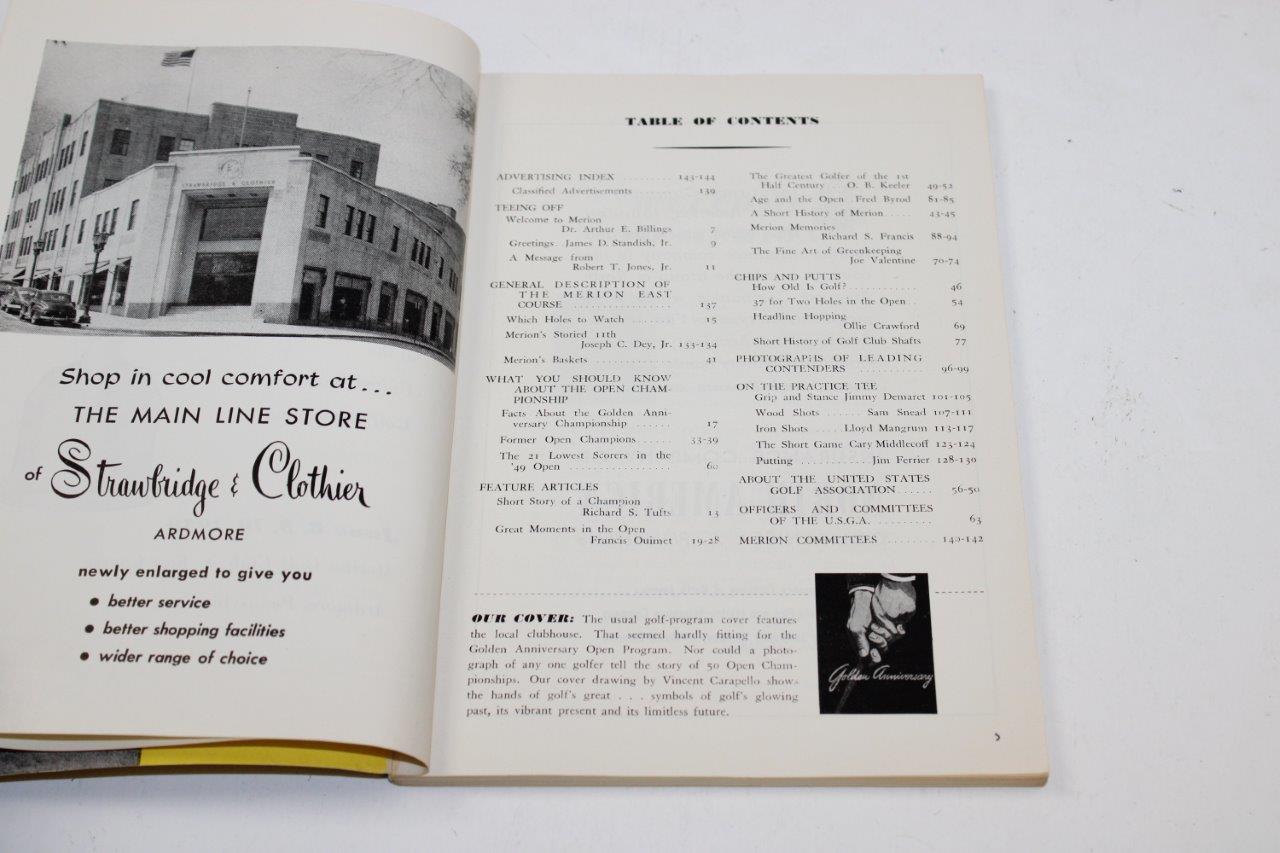 STRAWBRIDGE & CLOTHIER
Shop in cool comfort at...
THE MAIN LINE STORE
of Strawbridge & Clothier
ARDMORE
newly enlarged to give you
• better service
• better shopping facilities
• wider range of choice
TABLE OF CONTENTS
ADVERTISING INDEX ......... 143-144
Classified Advertisements ......... 139
TEEING OFF
Welcome to Merion
Dr. Arthur E. Billings 7
Greetings. James D. Standish, Jr. 9
A Message from
Robert T. Jones, Jr. 11
GENERAL DESCRIPTION OF
THE MERION EAST
COURSE ................ 137
Which Holes to Watch ....... 15
Merion's Storied 11th
Joseph C. Dey, Jr. 133-134
Merion's Baskets ............ 41
WHAT YOU SHOULD KNOW
ABOUT THE OPEN CHAM-
PIONSHIP
Facts About the Golden Anni-
versary Championship ...... 17
Former Open Champions ...... 33-39
The 21 Lowest Scorers in the
'49 Open ................ 60
FEATURE ARTICLES
Short Story of a Champion
Richard S. Tufts 13
Great Moments in the Open
Francis Ouimet 19-28
The Greatest Golfer of the 1st
Half Century... O. B. Keeler 49-52
Age and the Open Fred Byrod 81-85
A Short History of Merion ..... 43-45
Merion Memories
Richard S. Francis 88-94
The Fine Art of Greenkeeping
Joe Valentine 70-74
CHIPS AND PUTTS
How Old Is Golf? ............ 46
37 for Two Holes in the Open .. 54
Headline Hopping
Ollie Crawford 69
Short History of Golf Club Shafts 77
PHOTOGRAPHS OF LEADING
CONTENDERS ........... 96-99
ON THE PRACTICE TEE
Grip and Stance Jimmy Demaret 101-105
Wood Shots ...... Sam Snead 107-111
Iron Shots ..... Lloyd Mangrum 113-117
The Short Game Cary Middlecoff 123-124
Putting ............ Jim Ferrier 128-130
ABOUT THE UNITED STATES
GOLF ASSOCIATION ...... 56-50
OFFICERS AND COMMITTEES
OF THE U.S.G.A. ......... 63
MERION COMMITTEES ........ 140-142
OUR COVER: The usual golf-program cover features
the local clubhouse. That seemed hardly fitting for the
Golden Anniversary Open Program. Nor could a photo-
graph of any one golfer tell the story of 50 Open Cham-
pionships. Our cover drawing by Vincent Carapello shows
the hands of golf's great . . . symbols of golf's glowing
past, its vibrant present and its limitless future.
Golden Anniversary